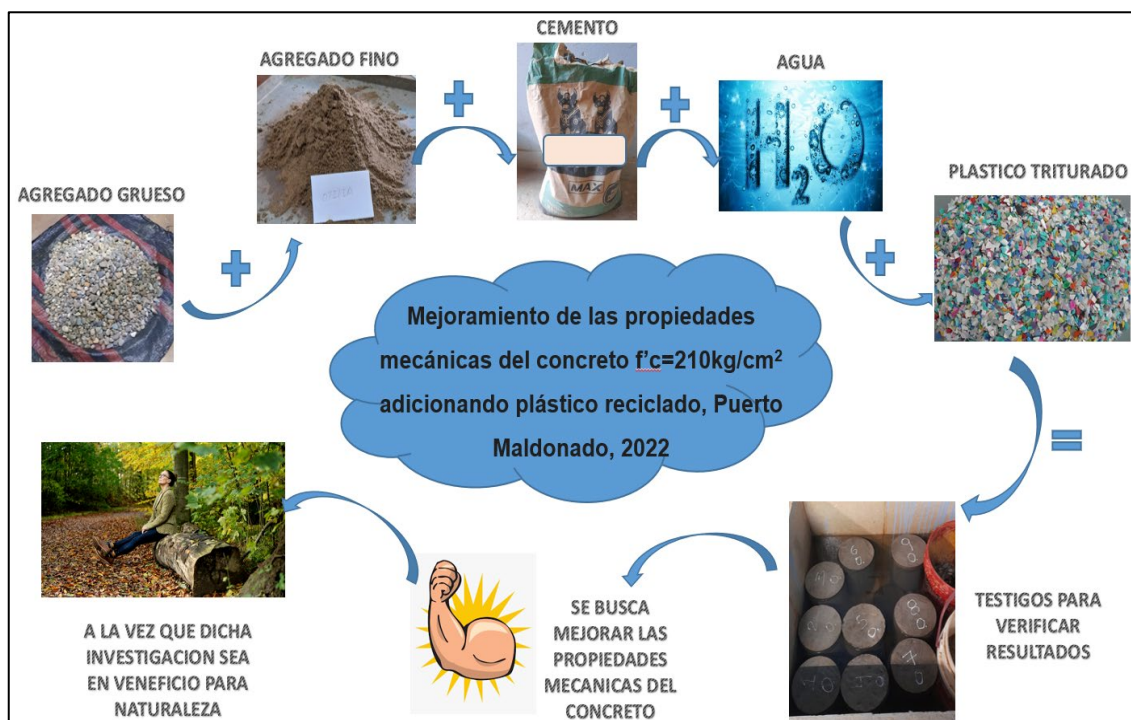 CEMENTO
AGREGADO FINO
AGUA
H₂O
MAX
AGREGADO GRUESO
PLASTICO TRITURADO
Mejoramiento de las propiedades
mecánicas del concreto f'c=210kg/cm²
adicionando plástico reciclado, Puerto
Maldonado, 2022
TESTIGOS PARA
VERIFICAR
RESULTADOS
SE BUSCA
MEJORAR LAS
PROPIEDADES
MECANICAS DEL
CONCRETO
A LA VEZ QUE DICHA
INVESTIGACION SEA
EN VENEFICIO PARA
NATURALEZA